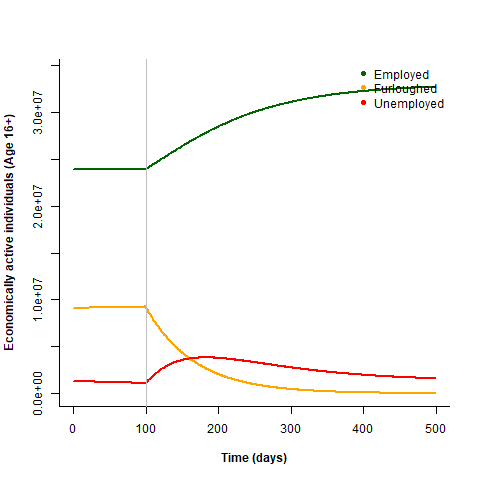 Employed
Furloughed
Unemployed
Economically active individuals (Age 16+)
0.0e+00
1.0e+07
2.0e+07
3.0e+07
0 100 200 300 400 500
Time (days)